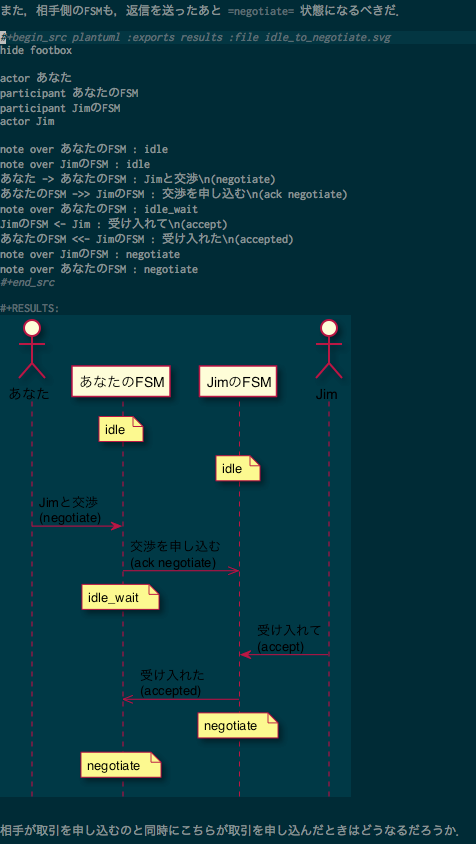 また，相手側のFSMも，返信を送ったあと =negotiate= 状態になるべきだ．
#+begin_src plantuml :exports results :file idle_to_negotiate.svg
hide footbox
actor あなた
participant あなたのFSM
participant JimのFSM
actor Jim
note over あなたのFSM : idle
note over JimのFSM : idle
あなた -> あなたのFSM : Jimと交渉\n(negotiate)
あなたのFSM ->> JimのFSM : 交渉を申し込む\n(ack negotiate)
note over あなたのFSM : idle_wait
JimのFSM <- Jim : 受け入れて\n(accept)
あなたのFSM <<- JimのFSM : 受け入れた\n(accepted)
note over JimのFSM : negotiate
note over あなたのFSM : negotiate
#+end_src
#+RESULTS:
あなた
あなたのFSM
JimのFSM
Jim
idle
idle
Jimと交渉
(negotiate)
交渉を申し込む
(ack negotiate)
idle_wait
受け入れて
(accept)
受け入れた
(accepted)
negotiate
negotiate
相手が取引を申し込むのと同時にこちらが取引を申し込んだときはどうなるだろうか．